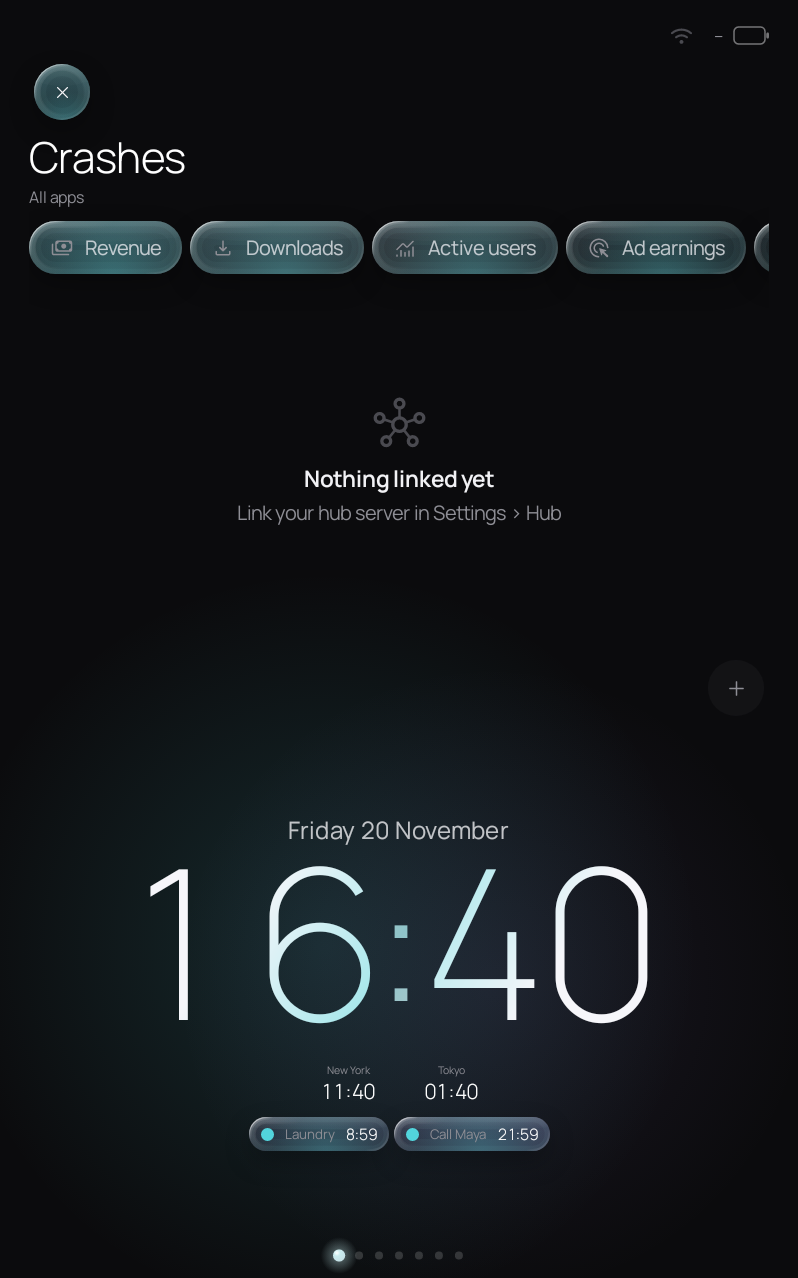 –
Crashes
All apps
Revenue Downloads Active users Ad earnings
Nothing linked yet
Link your hub server in Settings > Hub
Friday 20 November
16:40
New York Tokyo
11:40 01:40
Laundry 8:59 Call Maya 21:59